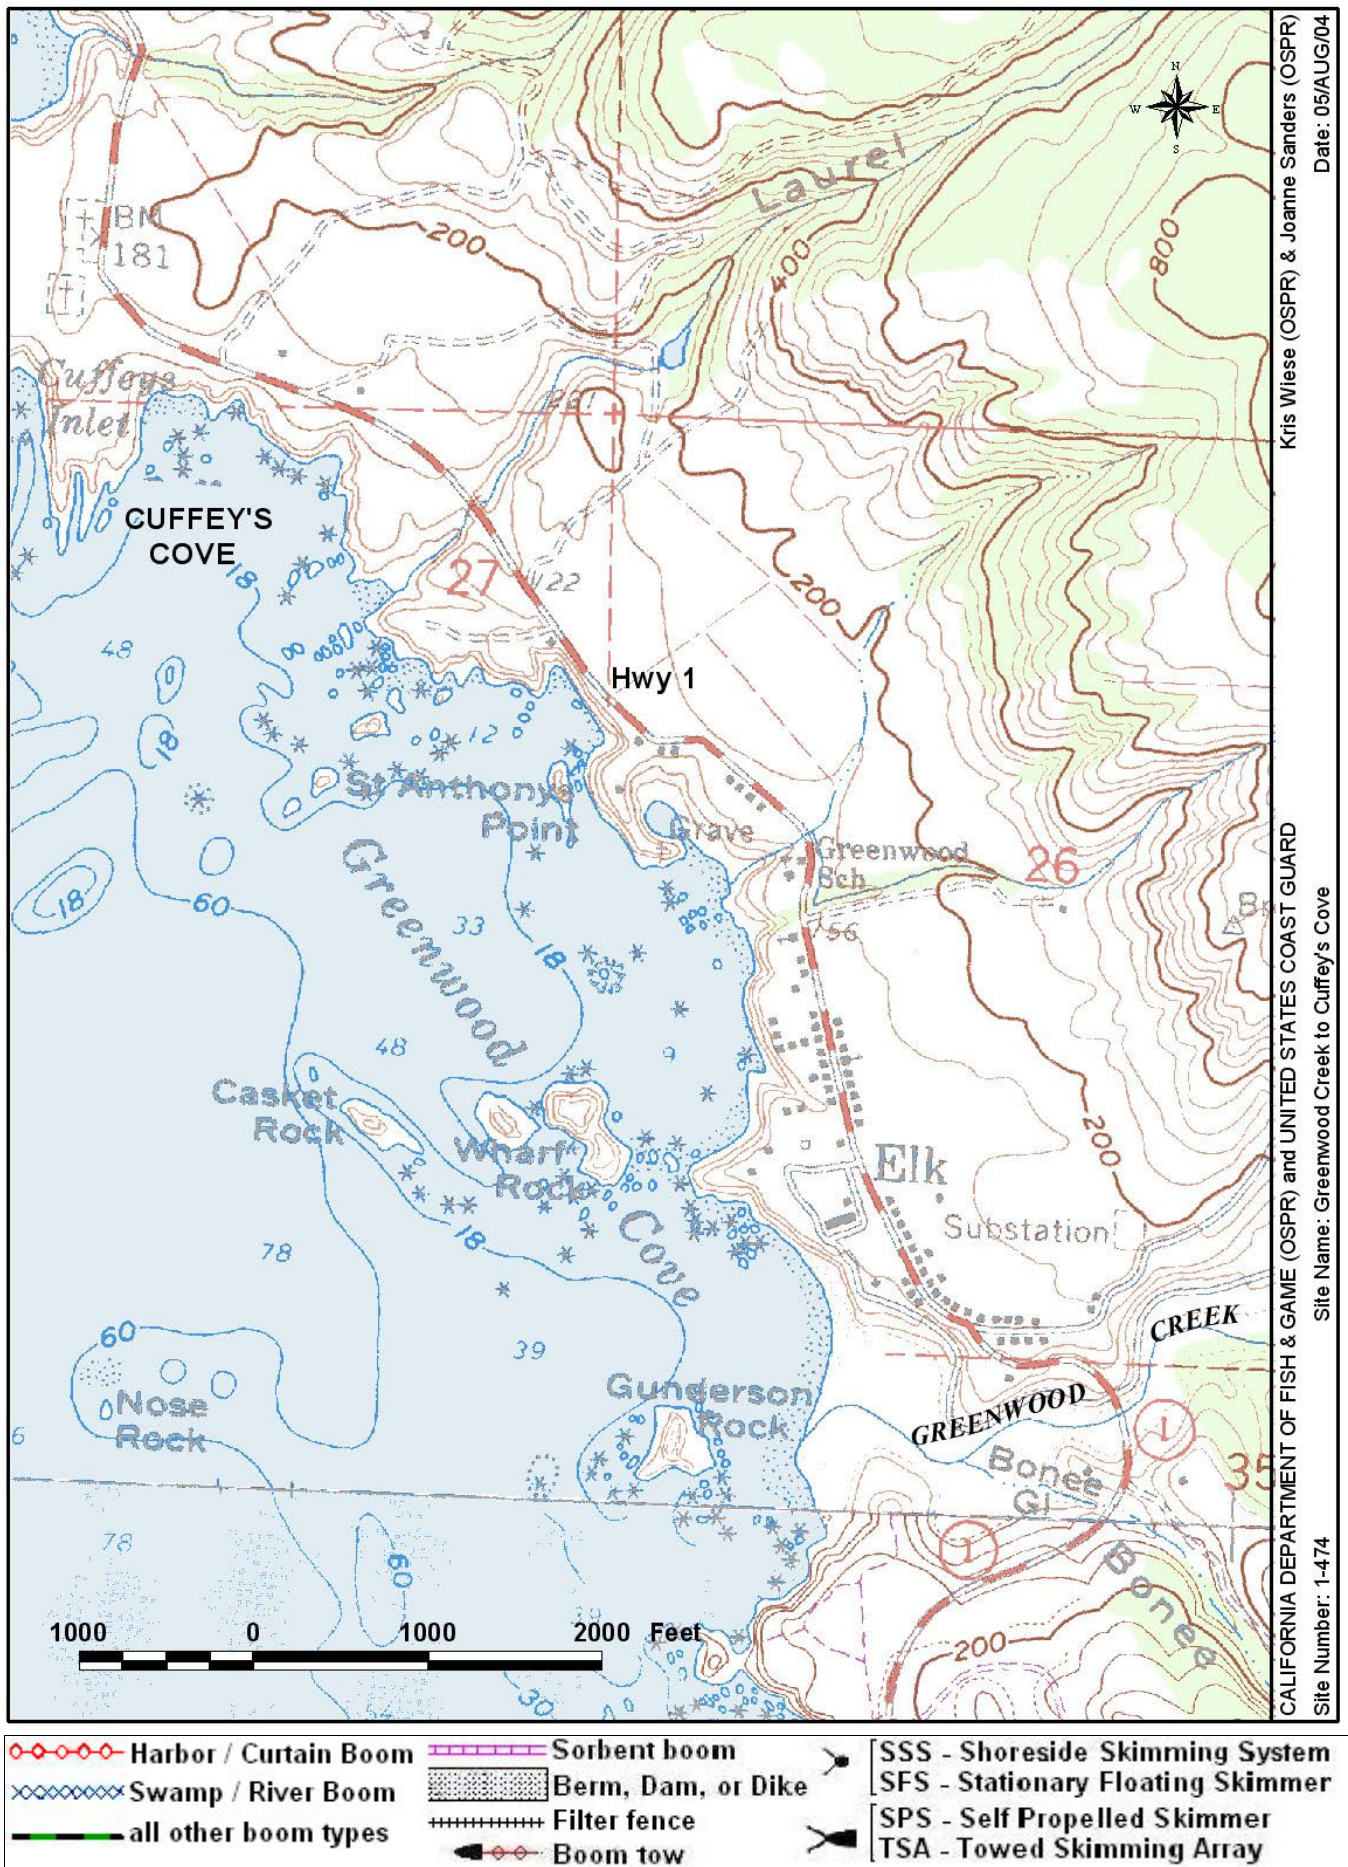 N
W E
S
Laurel
BM
181
200
400
800
Cuffeys
Inlet
CUFFEY'S
COVE
18
27
22
200
48
Hwy 1
18
12
St Anthonys
Point
Grave
Greenwood
Sch
26
18
60
33
18
56
Greenwood
48
9
Casket
Rock
Wharf
Rock
Elk
200
Cove
18
Substation
78
CREEK
60
39
Gunderson
Rock
GREENWOOD
Nose
Rock
1
6
Bonee
Gl
35
78
60
1
Bonee
200
1000 0 1000 2000 Feet
30
CALIFORNIA DEPARTMENT OF FISH & GAME (OSPR) and UNITED STATES COAST GUARD Kris Wiese (OSPR) & Joanne Sanders (OSPR)
Site Number: 1-474 Site Name: Greenwood Creek to Cuffey's Cove Date: 05/AUG/04
Harbor / Curtain Boom
Swamp / River Boom
all other boom types
Sorbent boom
Berm, Dam, or Dike
Filter fence
Boom tow
SSS - Shoreside Skimming System
SFS - Stationary Floating Skimmer
SPS - Self Propelled Skimmer
TSA - Towed Skimming Array